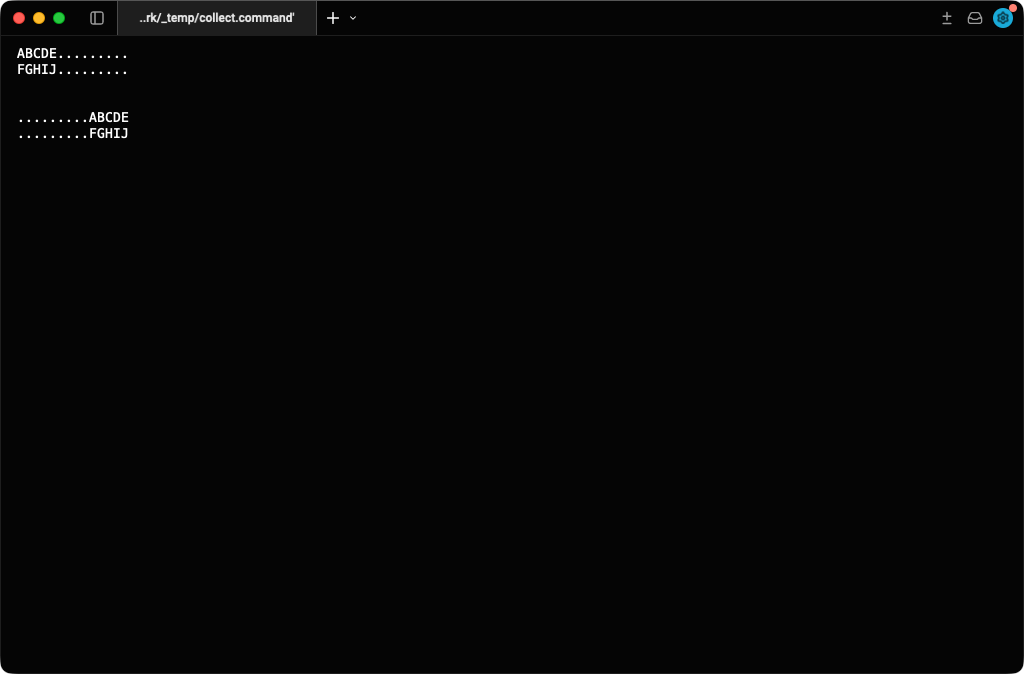 ..rk/_temp/collect.command'
ABCDE.........
FGHIJ.........
.........ABCDE
.........FGHIJ